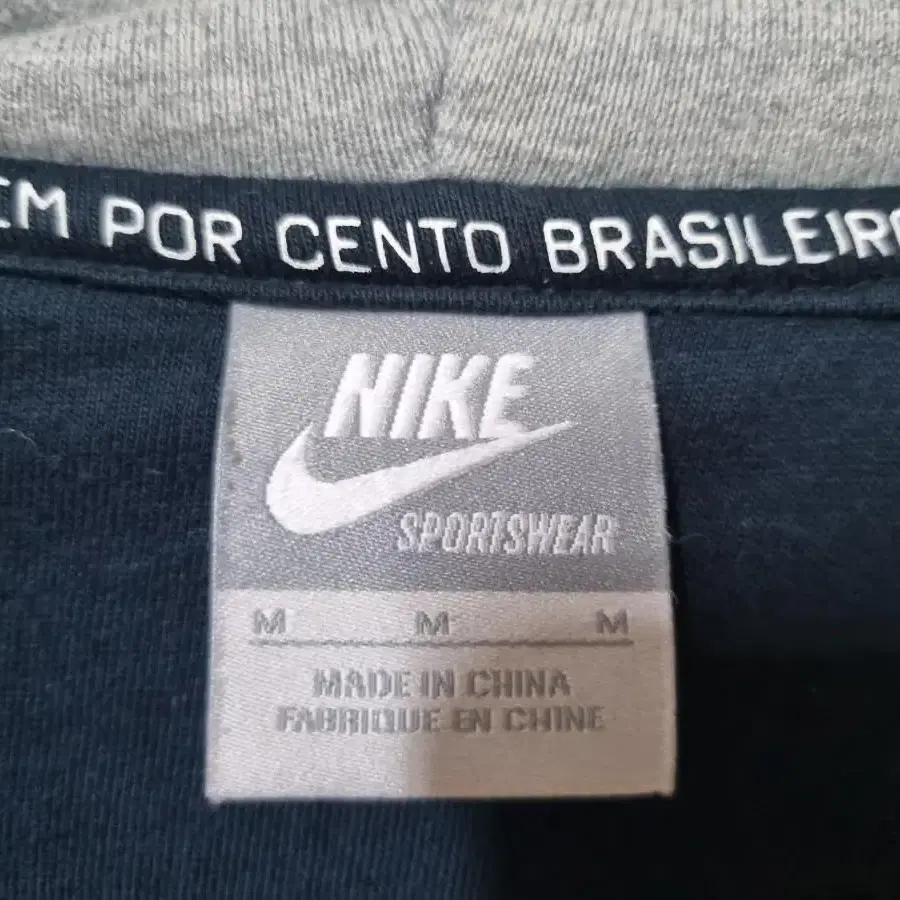 EM POR CENTO BRASILEIRO
NIKE
SPORTSWEAR
M M M
MADE IN CHINA
FABRIQUE EN CHINE